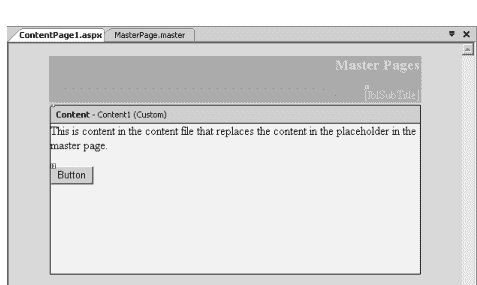 ContentPage1.aspx MasterPage.master
Master Pages
[lblSubTitle]
Content - Content1 (Custom)
This is content in the content file that replaces the content in the placeholder in the
master page.
Button